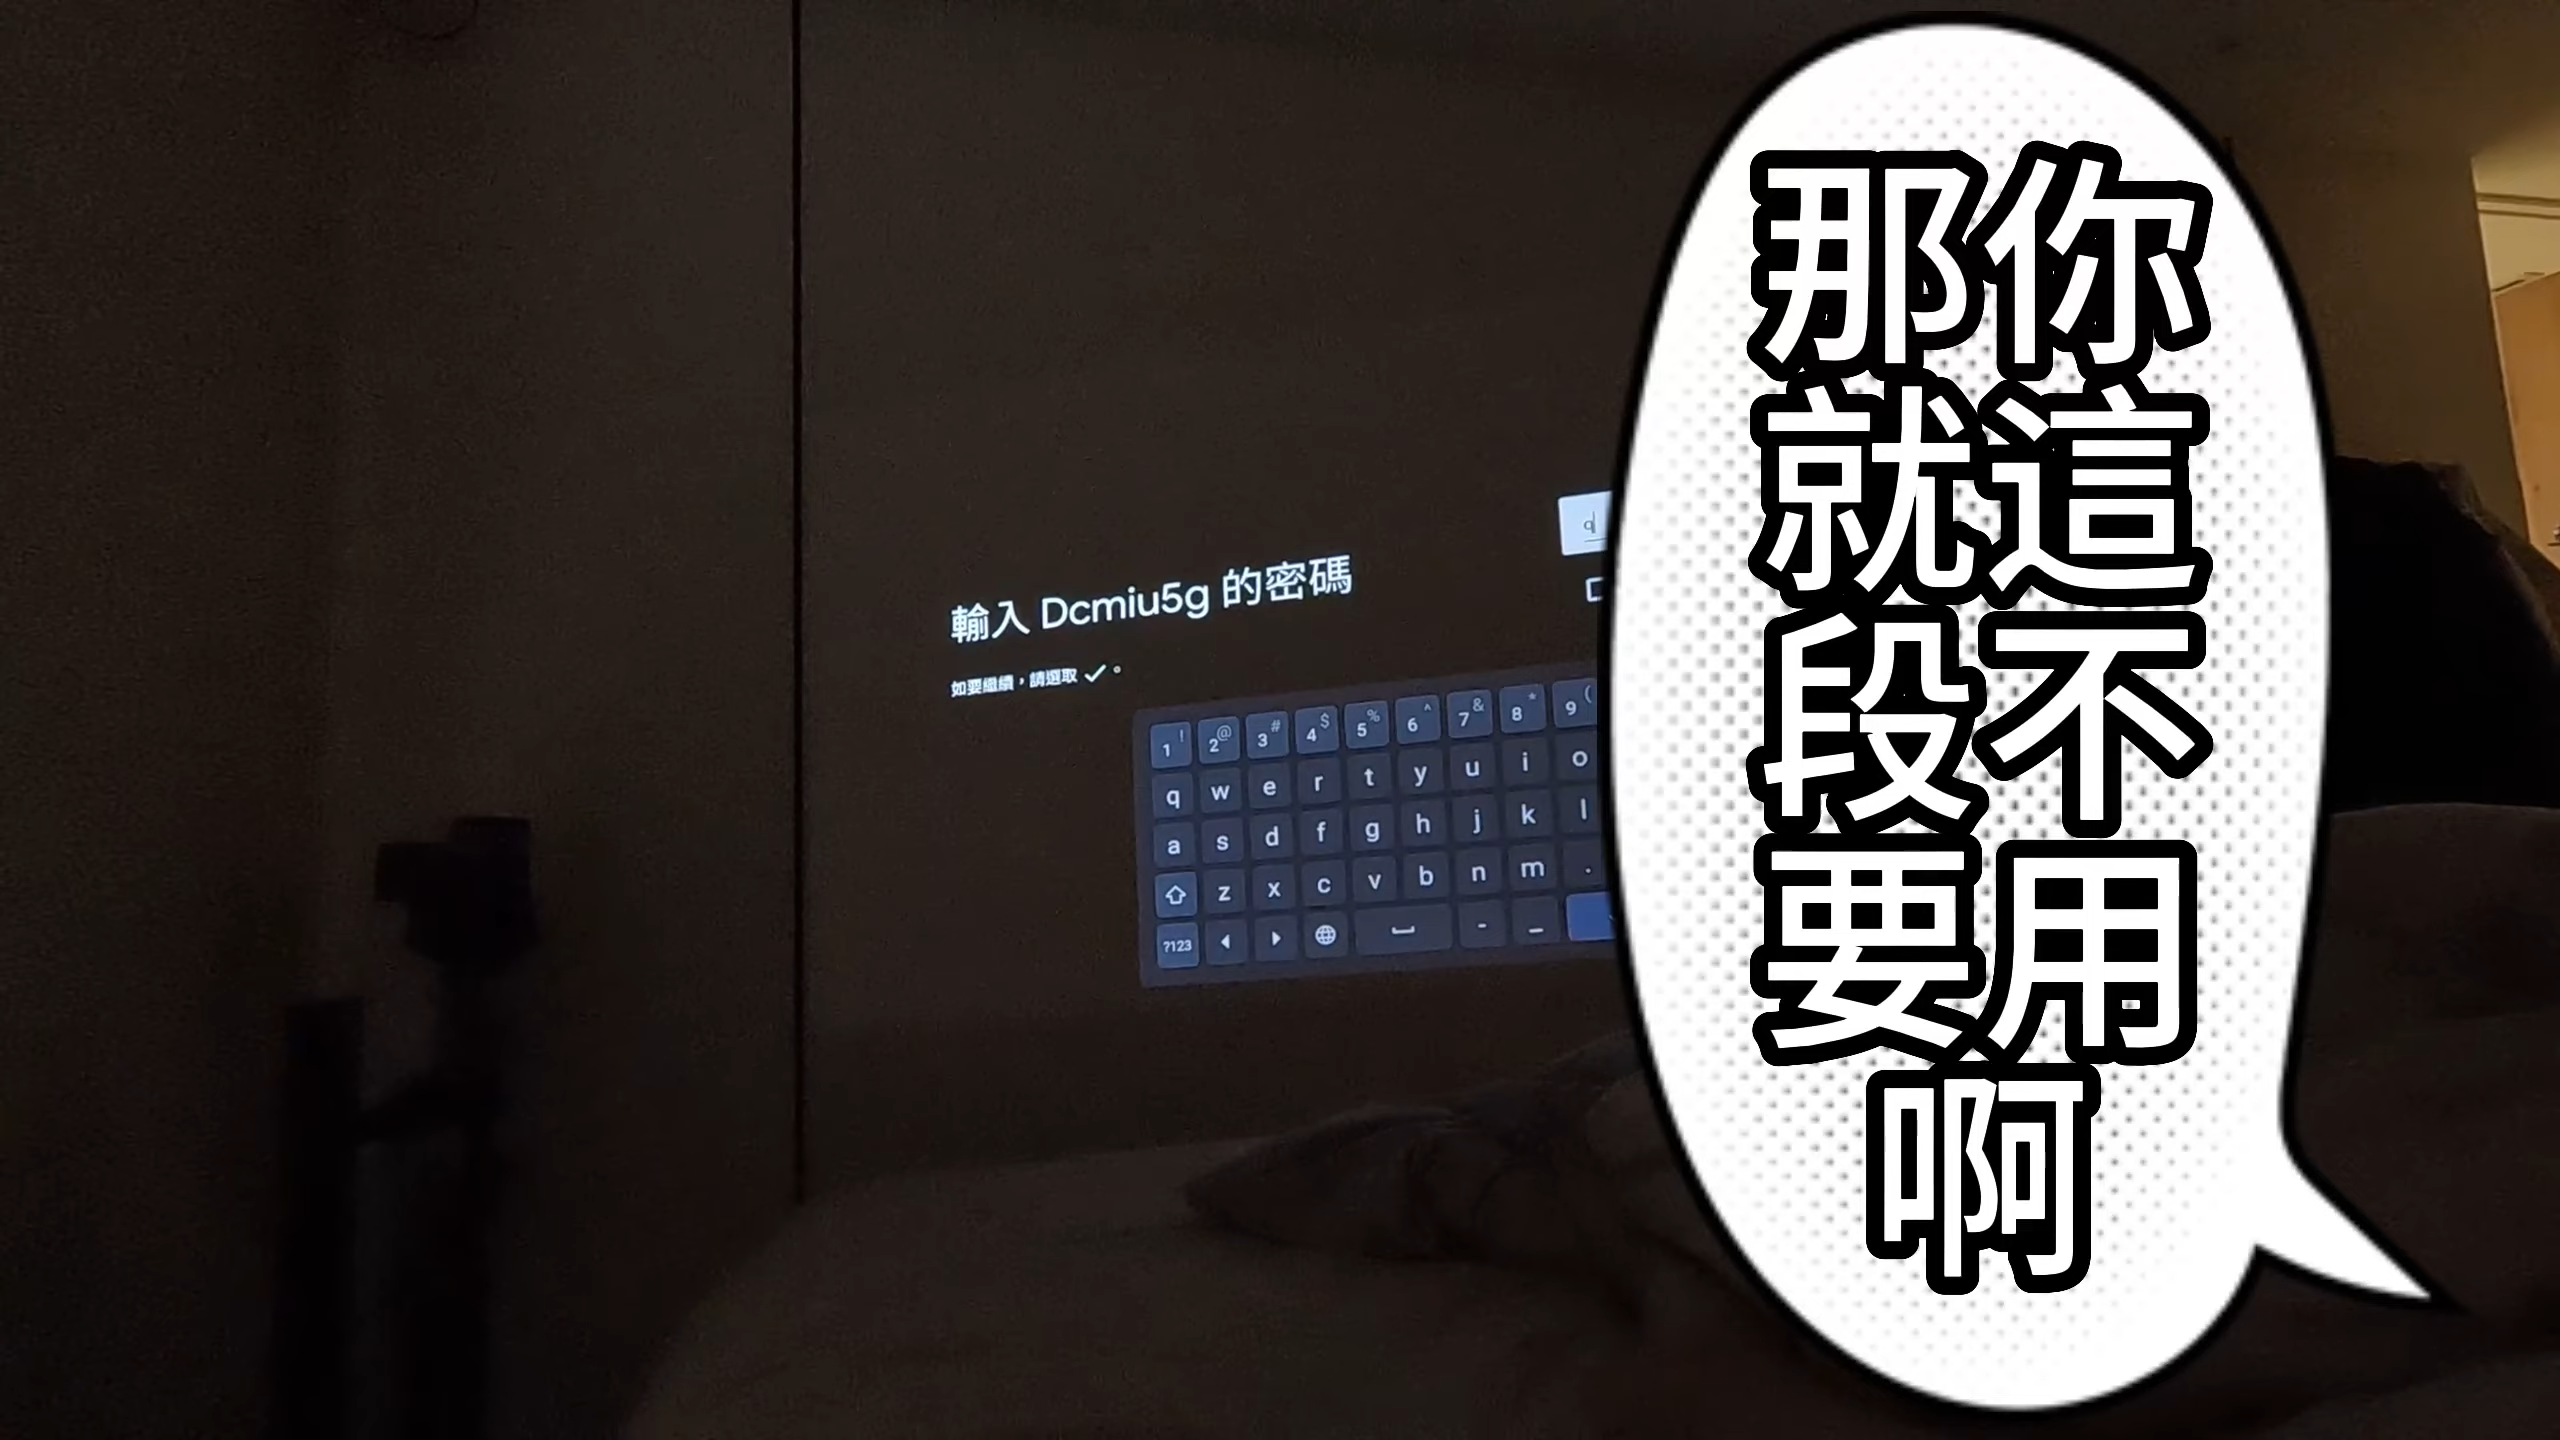 輸入 Dcmiu5g 的密碼
如要繼續，請選取 ✓。
q
1 ! 2 @ 3 # 4 $ 5 % 6 ^ 7 & 8 * 9 (
q w e r t y u i o
a s d f g h j k l
z x c v b n m .
?123 - _
那你
就這
段不
要用
啊